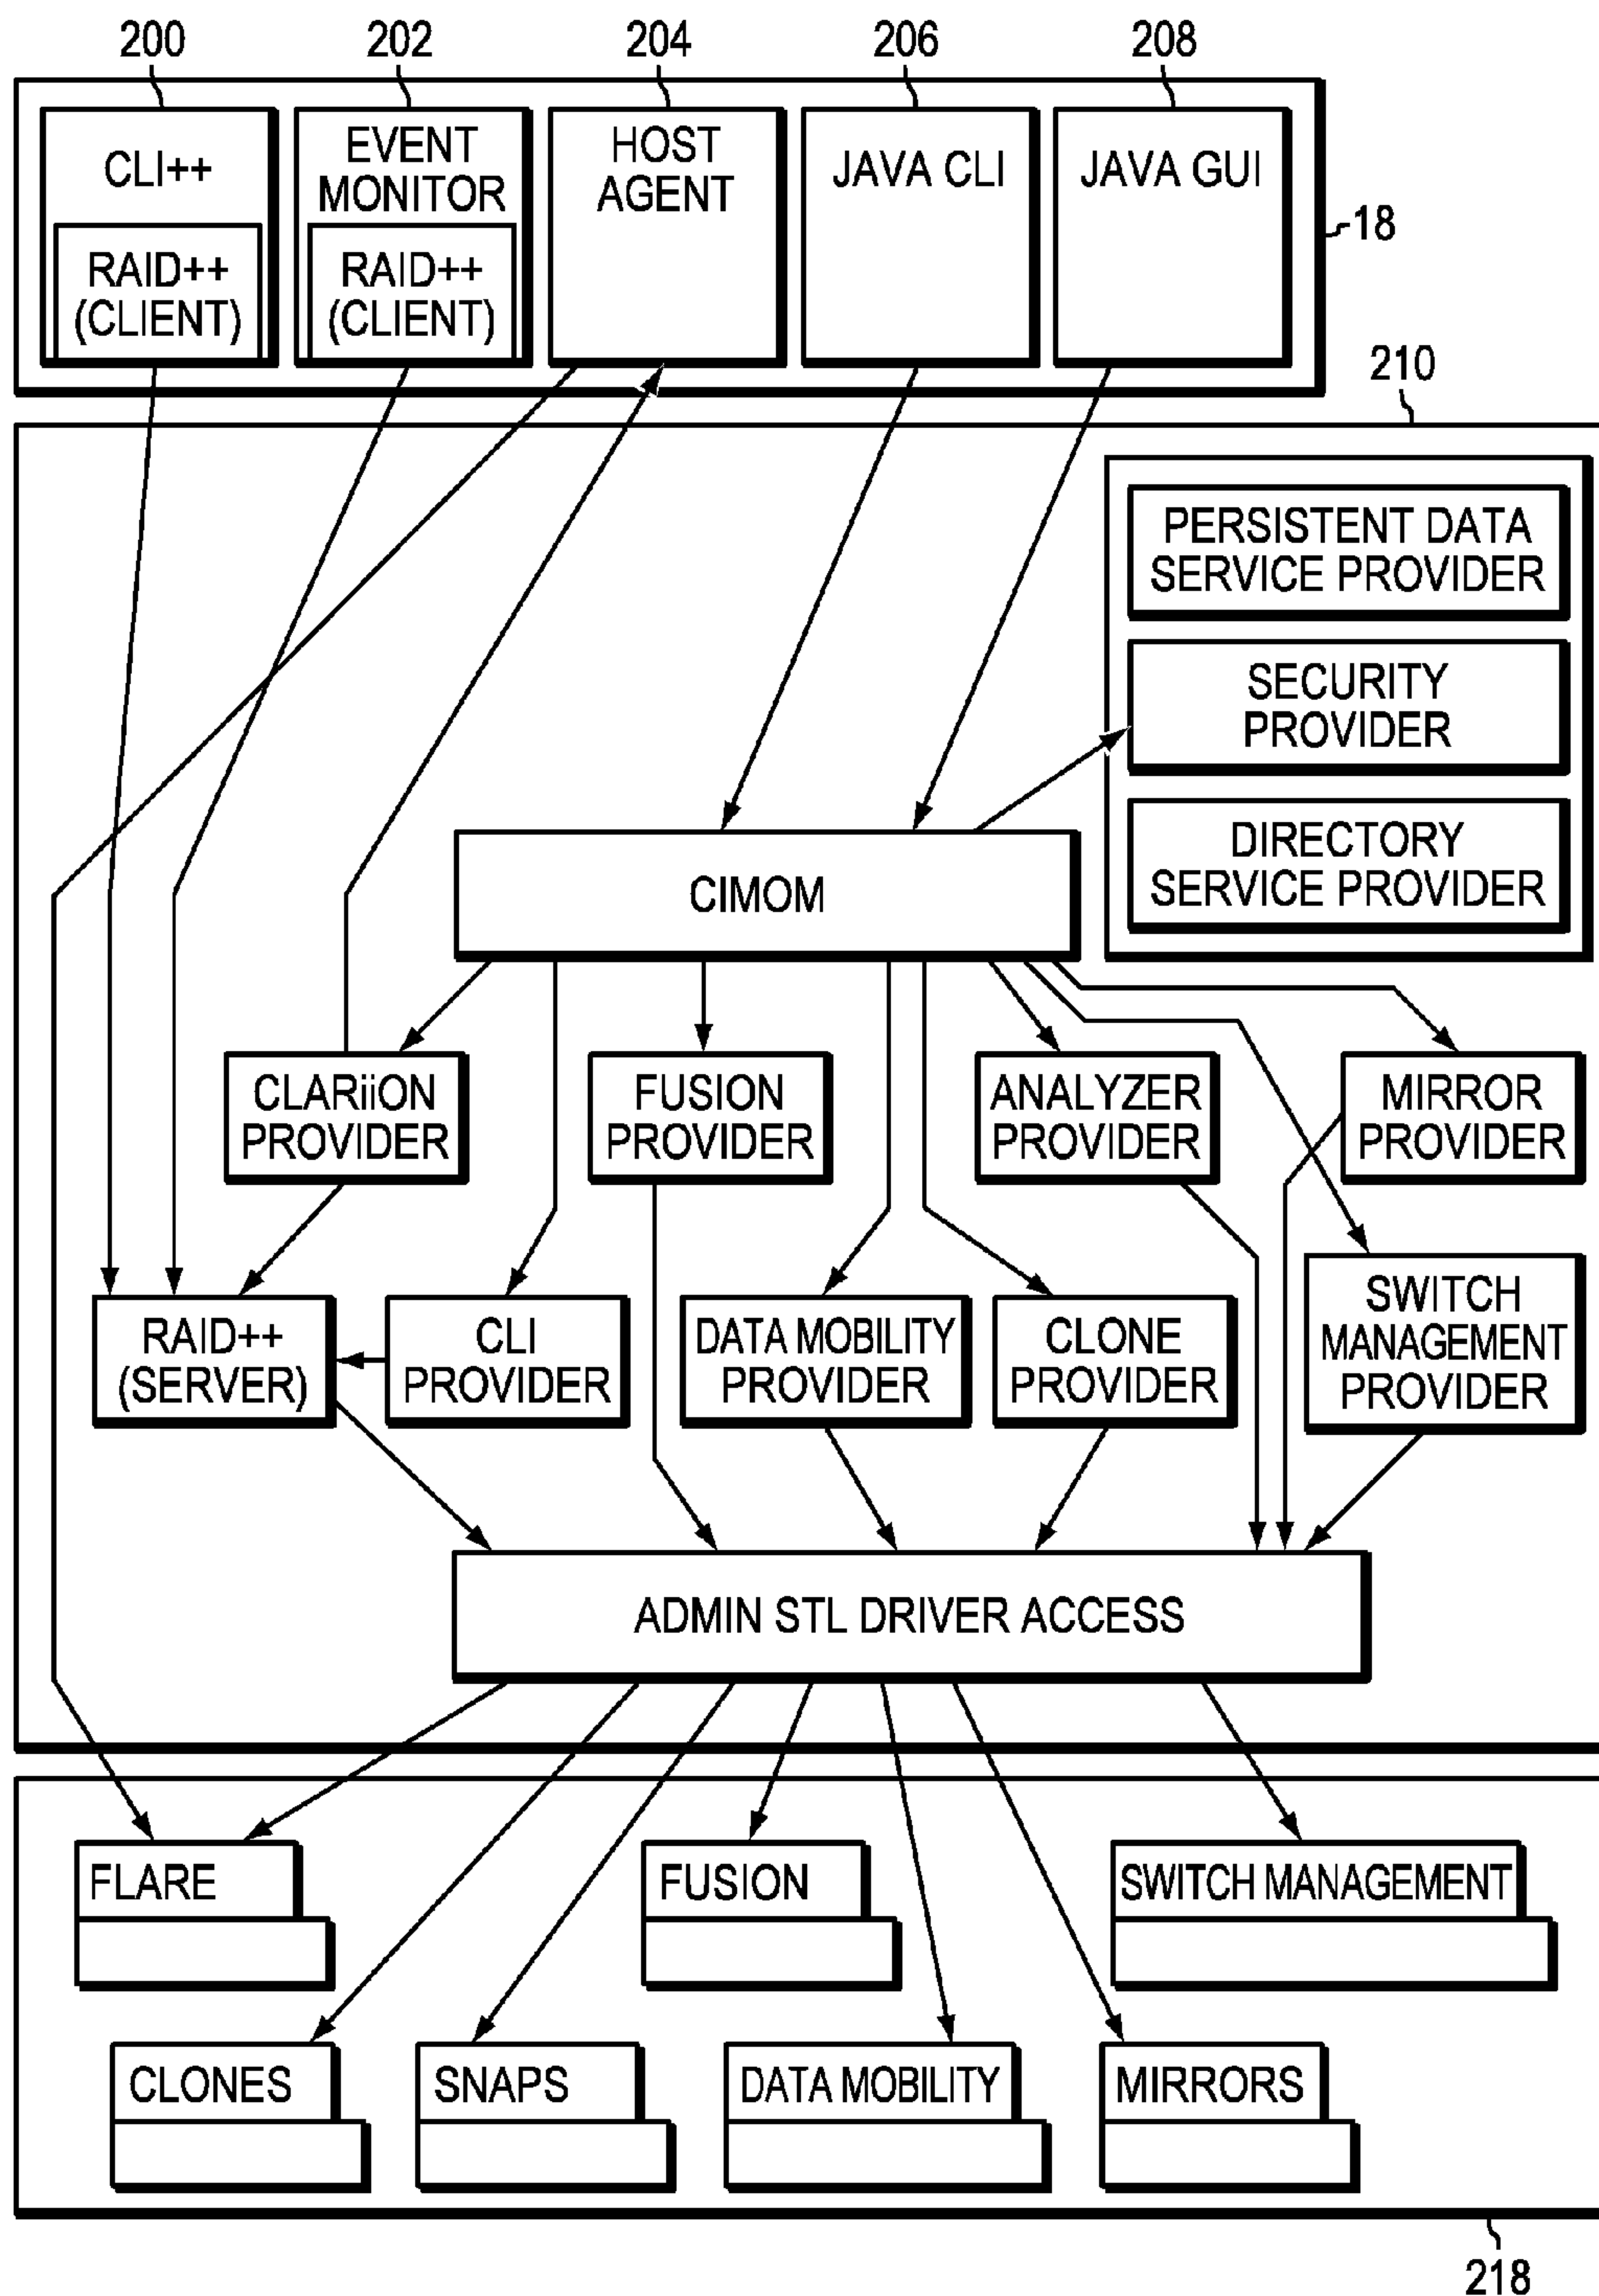 200
202
204
206
208
CLI++
RAID++
(CLIENT)
EVENT
MONITOR
RAID++
(CLIENT)
HOST
AGENT
JAVA CLI
JAVA GUI
18
210
PERSISTENT DATA
SERVICE PROVIDER
SECURITY
PROVIDER
DIRECTORY
SERVICE PROVIDER
CIMOM
CLARiiON
PROVIDER
FUSION
PROVIDER
ANALYZER
PROVIDER
MIRROR
PROVIDER
RAID++
(SERVER)
CLI
PROVIDER
DATA MOBILITY
PROVIDER
CLONE
PROVIDER
SWITCH
MANAGEMENT
PROVIDER
ADMIN STL DRIVER ACCESS
FLARE
FUSION
SWITCH MANAGEMENT
CLONES
SNAPS
DATA MOBILITY
MIRRORS
218